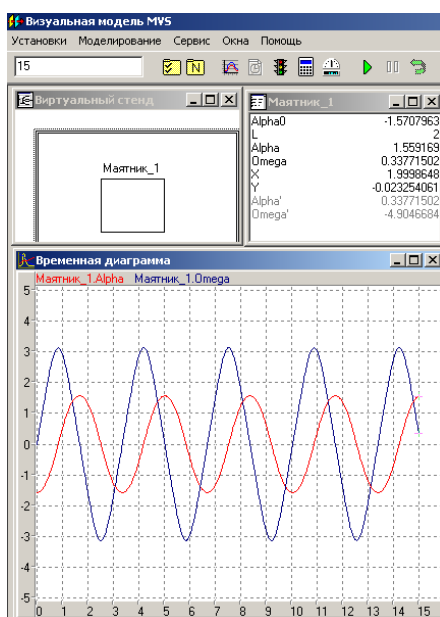 Визуальная модель MVS
Установки Моделирование Сервис Окна Помощь
15
N
Виртуальный стенд
Маятник_1
Маятник_1
Alpha0 -1.5707963
L 2
Alpha 1.559169
Omega 0.33771502
X 1.9998648
Y -0.023254061
Alpha' 0.33771502
Omega' -4.9046684
Временная диаграмма
Маятник_1.Alpha Маятник_1.Omega
5
4
3
2
1
0
-1
-2
-3
-4
-5
0 1 2 3 4 5 6 7 8 9 10 11 12 13 14 15